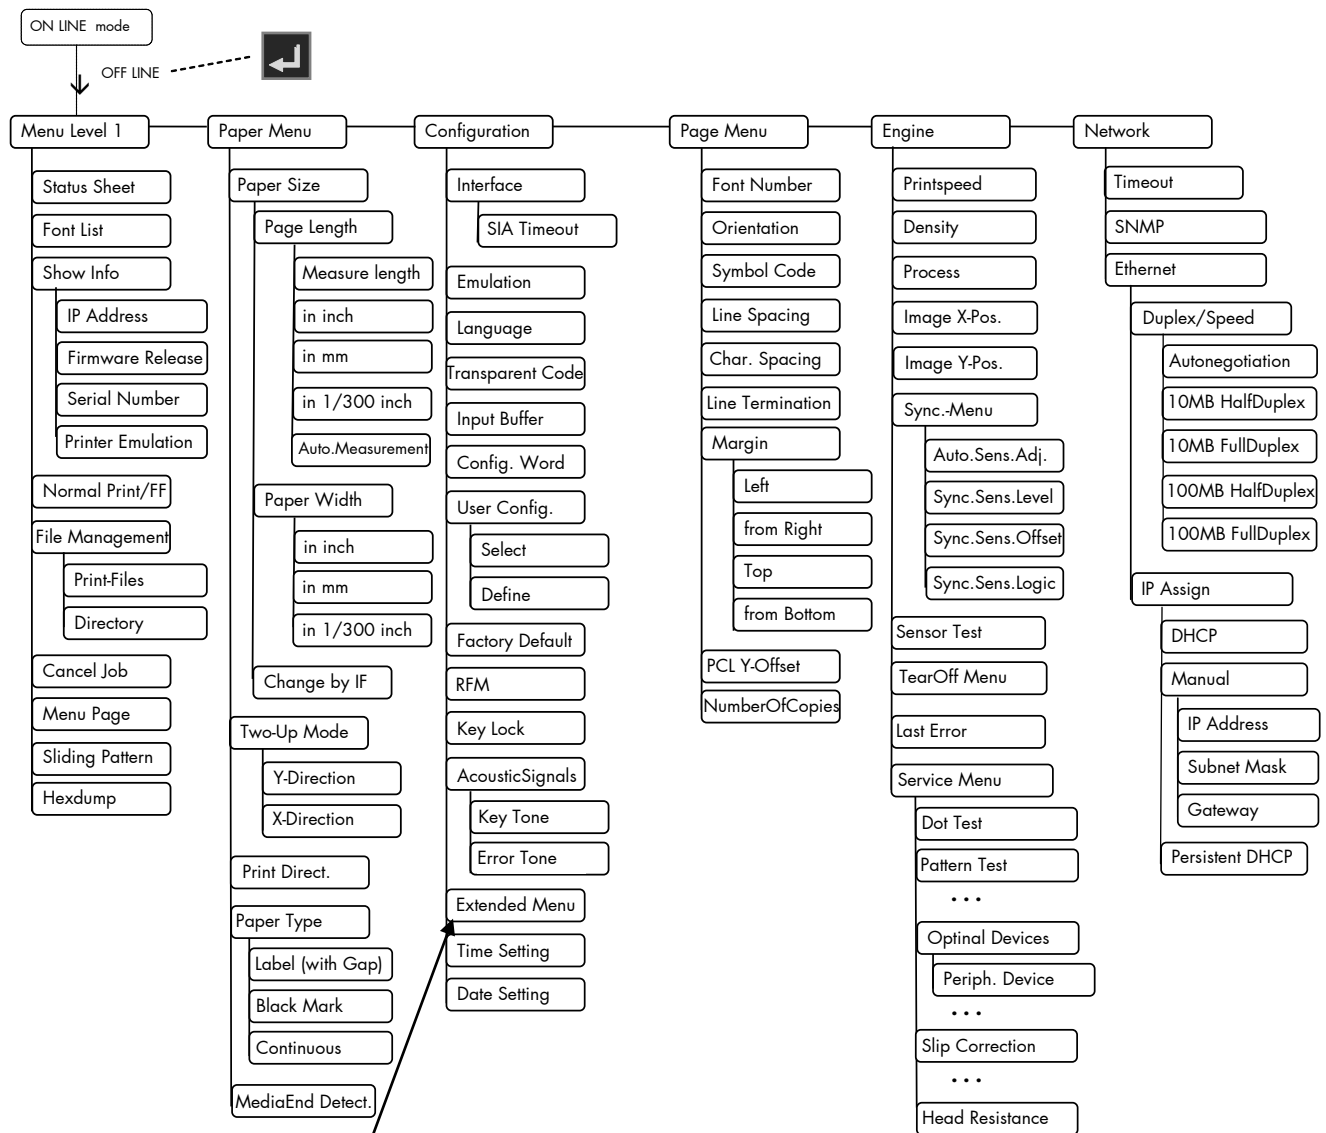 ON LINE mode
OFF LINE
Menu Level 1
Status Sheet
Font List
Show Info
IP Address
Firmware Release
Serial Number
Printer Emulation
Normal Print/FF
File Management
Print-Files
Directory
Cancel Job
Menu Page
Sliding Pattern
Hexdump
Paper Menu
Paper Size
Page Length
Measure length
in inch
in mm
in 1/300 inch
Auto.Measurement
Paper Width
in inch
in mm
in 1/300 inch
Change by IF
Two-Up Mode
Y-Direction
X-Direction
Print Direct.
Paper Type
Label (with Gap)
Black Mark
Continuous
MediaEnd Detect.
Configuration
Interface
SIA Timeout
Emulation
Language
Transparent Code
Input Buffer
Config. Word
User Config.
Select
Define
Factory Default
RFM
Key Lock
AcousticSignals
Key Tone
Error Tone
Extended Menu
Time Setting
Date Setting
Page Menu
Font Number
Orientation
Symbol Code
Line Spacing
Char. Spacing
Line Termination
Margin
Left
from Right
Top
from Bottom
PCL Y-Offset
NumberOfCopies
Engine
Printspeed
Density
Process
Image X-Pos.
Image Y-Pos.
Sync.-Menu
Auto.Sens.Adj.
Sync.Sens.Level
Sync.Sens.Offset
Sync.Sens.Logic
Sensor Test
TearOff Menu
Last Error
Service Menu
Dot Test
Pattern Test
...
Optinal Devices
Periph. Device
...
Slip Correction
...
Head Resistance
Network
Timeout
SNMP
Ethernet
Duplex/Speed
Autonegotiation
10MB HalfDuplex
10MB FullDuplex
100MB HalfDuplex
100MB FullDuplex
IP Assign
DHCP
Manual
IP Address
Subnet Mask
Gateway
Persistent DHCP